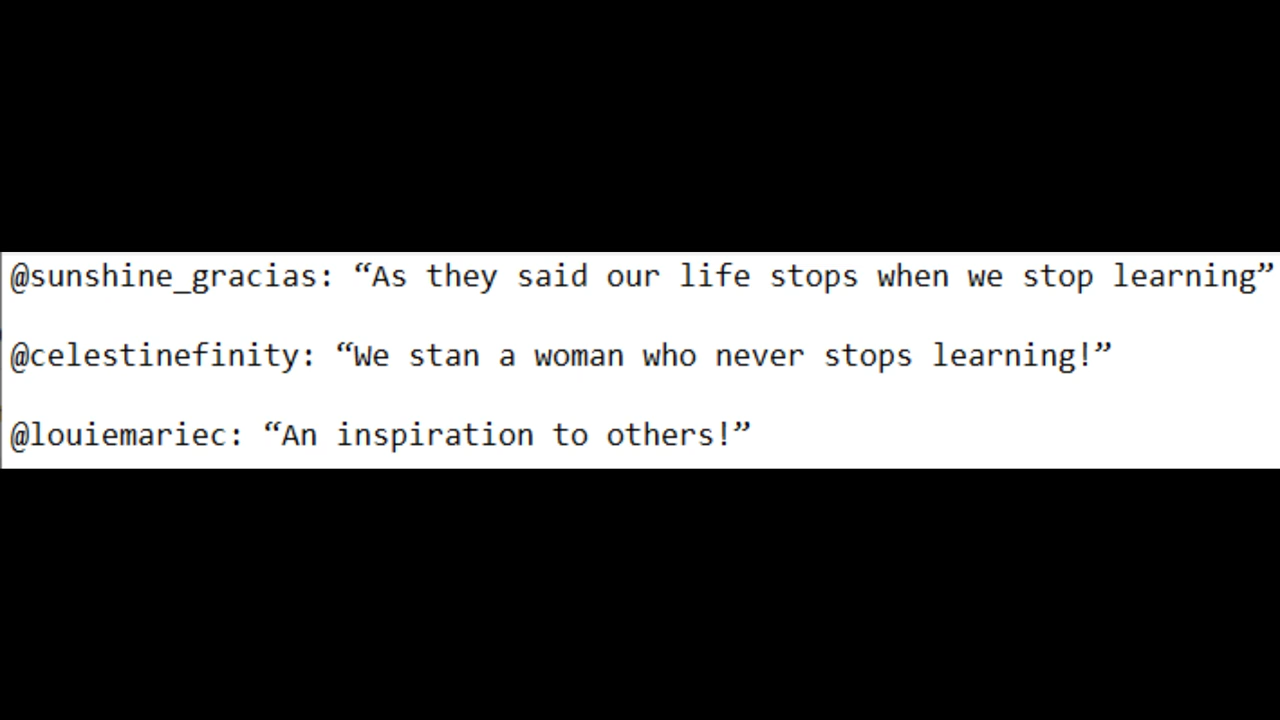 @sunshine_gracias: “As they said our life stops when we stop learning”
@celestinefinity: “We stan a woman who never stops learning!”
@louiemariec: “An inspiration to others!”